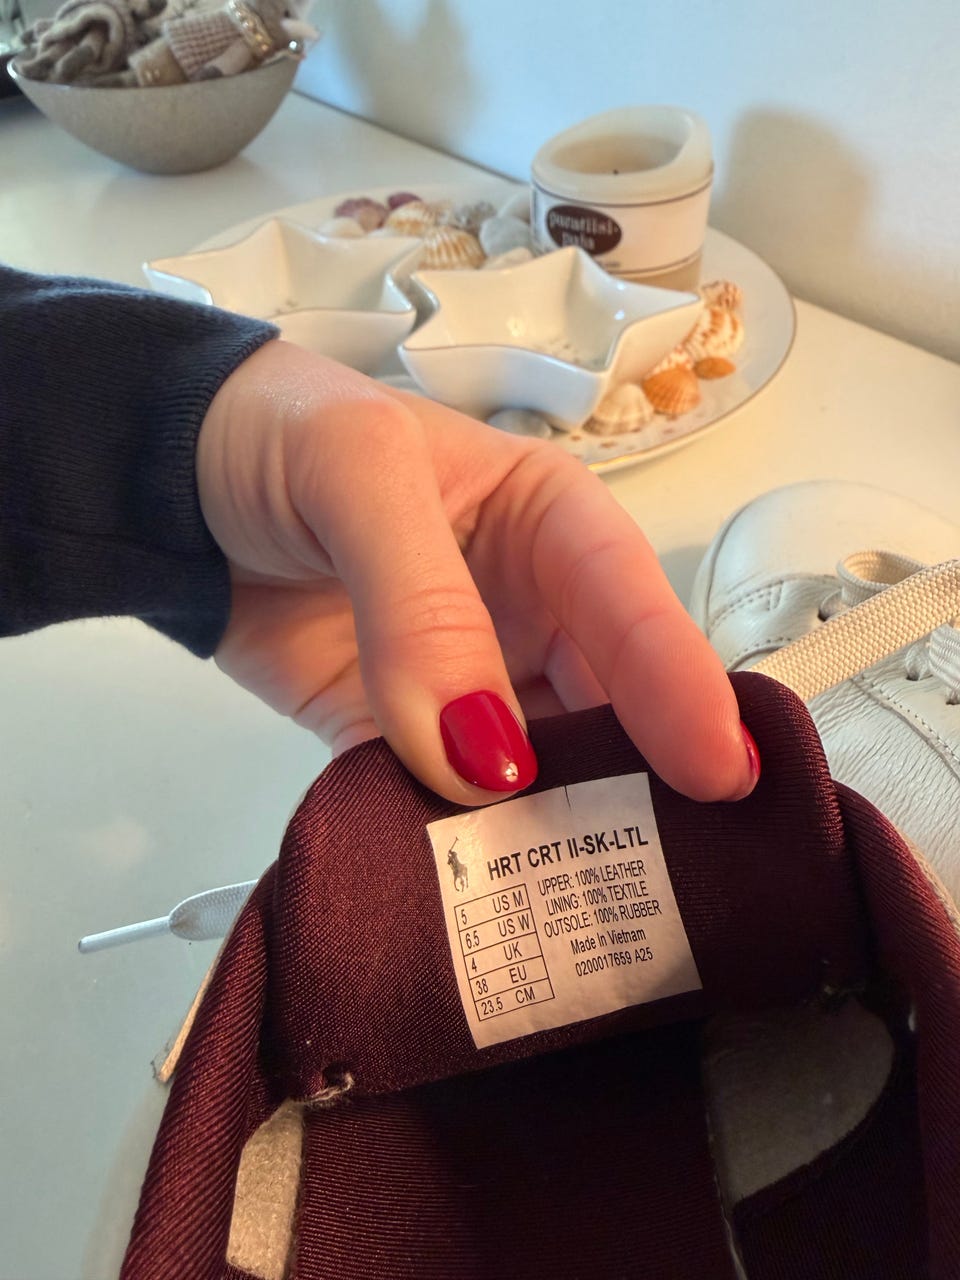 HRT CRT II-SK-LTL
5 US M
6.5 US W
4 UK
38 EU
23.5 CM
UPPER: 100% LEATHER
LINING: 100% TEXTILE
OUTSOLE: 100% RUBBER
Made In Vietnam
0200017659 A25